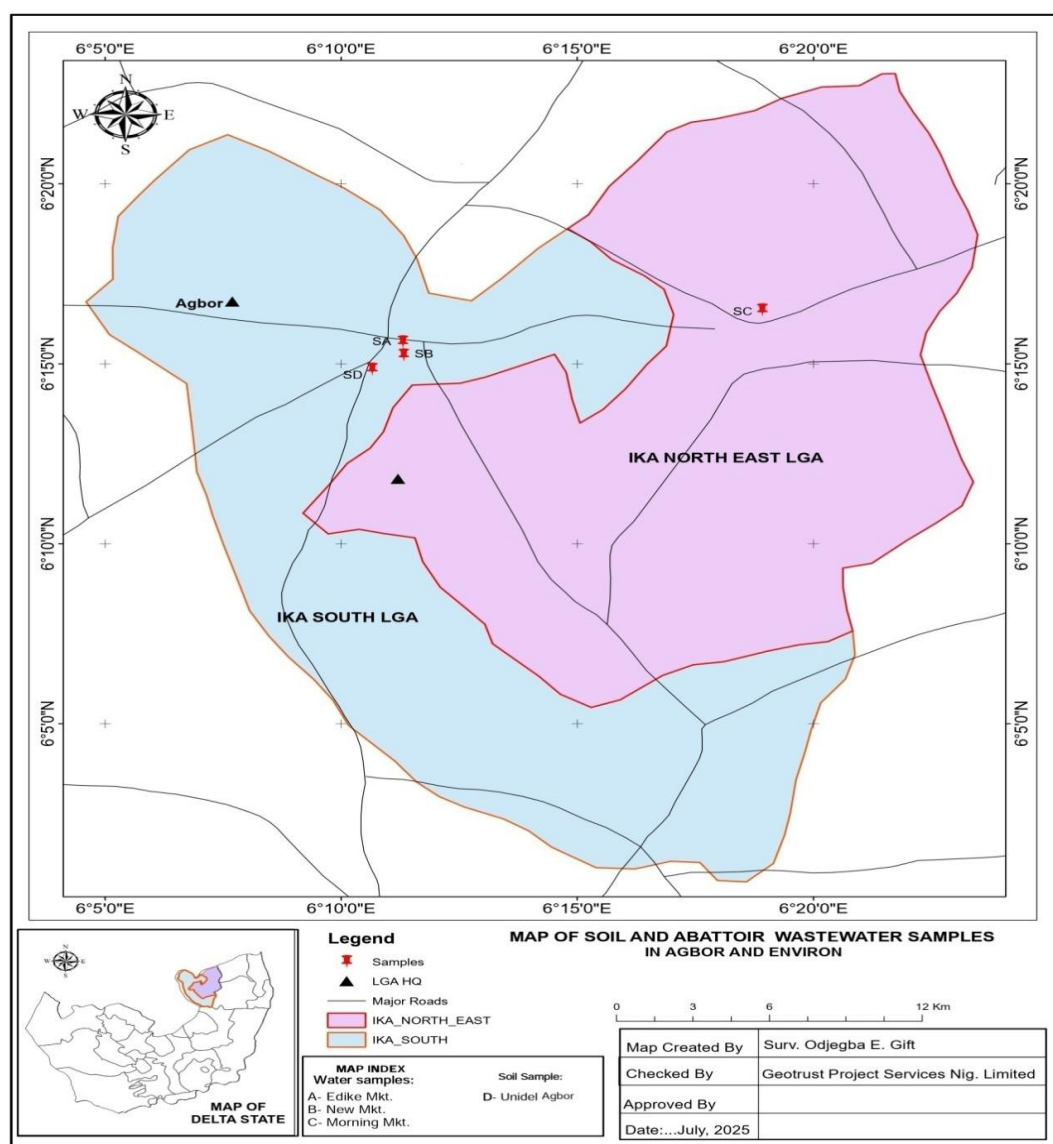 6°5'0"E 6°10'0"E 6°15'0"E 6°20'0"E
N
W E
S
6°20'0"N 6°20'0"N
SC
Agbor
SA
SB
SD
6°15'0"N 6°15'0"N
IKA NORTH EAST LGA
6°10'0"N 6°10'0"N
IKA SOUTH LGA
6°5'0"N 6°5'0"N
6°5'0"E 6°10'0"E 6°15'0"E 6°20'0"E
N
W E
S
MAP OF
DELTA STATE
Legend
Samples
LGA HQ
Major Roads
IKA_NORTH_EAST
IKA_SOUTH
MAP INDEX
Water samples:
A- Edike Mkt.
B- New Mkt.
C- Morning Mkt.
Soil Sample:
D- Unidel Agbor
MAP OF SOIL AND ABATTOIR WASTEWATER SAMPLES
IN AGBOR AND ENVIRON
0 3 6 12 Km
Map Created By Surv. Odjegba E. Gift
Checked By Geotrust Project Services Nig. Limited
Approved By
Date:...July, 2025